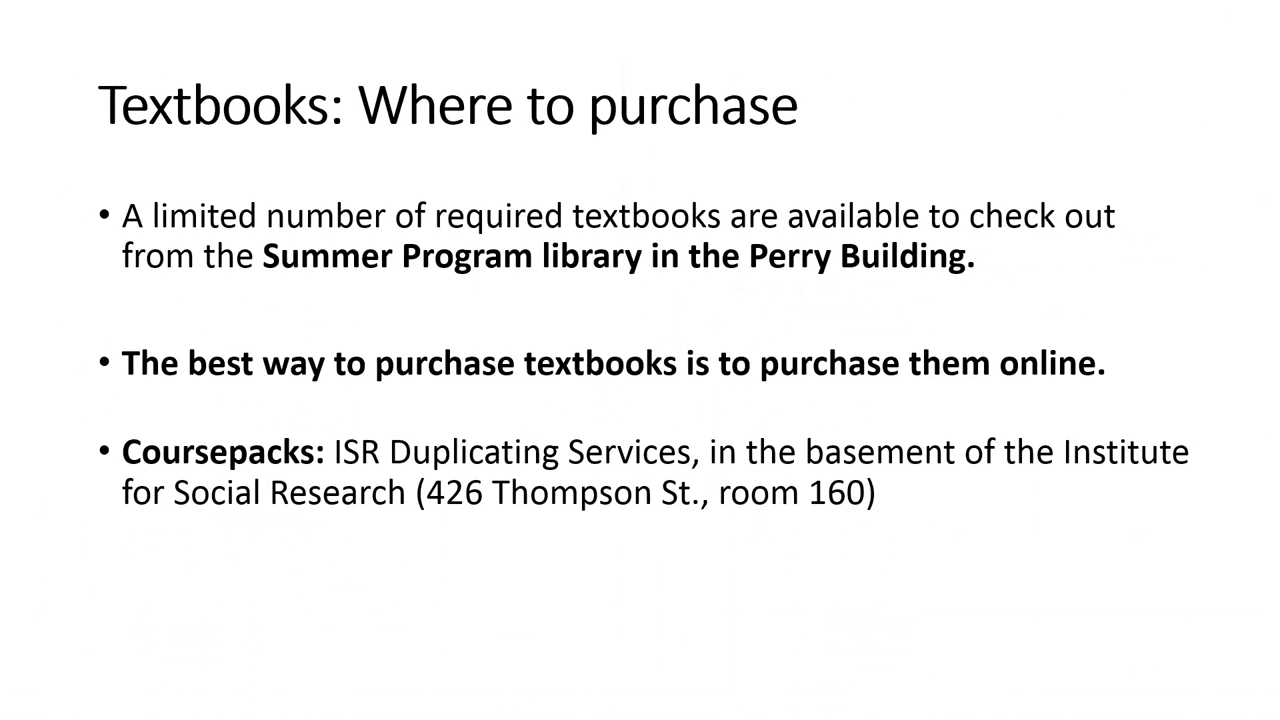 Textbooks: Where to purchase
• A limited number of required textbooks are available to check out
from the Summer Program library in the Perry Building.
• The best way to purchase textbooks is to purchase them online.
• Coursepacks: ISR Duplicating Services, in the basement of the Institute
for Social Research (426 Thompson St., room 160)